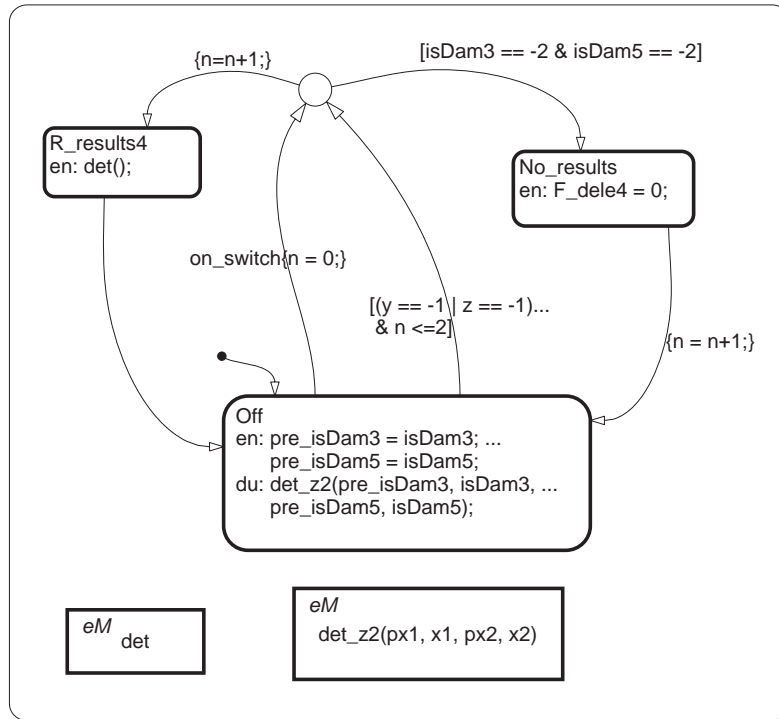 [isDam3 == -2 & isDam5 == -2]
{n=n+1;}
R_results4
en: det();
No_results
en: F_dele4 = 0;
on_switch{n = 0;}
[(y == -1 | z == -1)...
& n <=2]
{n = n+1;}
Off
en: pre_isDam3 = isDam3; ...
pre_isDam5 = isDam5;
du: det_z2(pre_isDam3, isDam3, ...
pre_isDam5, isDam5);
eM
det
eM
det_z2(px1, x1, px2, x2)